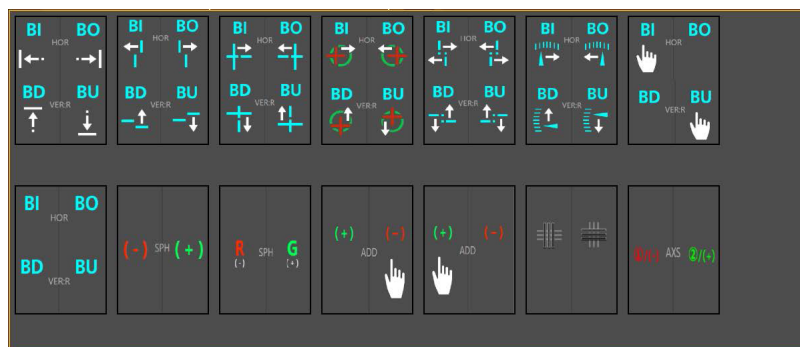 BI BO
HOR
BD BU
VER:R
BI BO
HOR
BD BU
VER:R
BI BO
HOR
BD BU
VER:R
BI BO
HOR
BD BU
VER:R
BI BO
HOR
BD BU
VER:R
BI BO
HOR
BD BU
VER:R
BI BO
HOR
BD BU
VER:R
BI BO
HOR
BD BU
VER:R
(-) SPH (+)
R SPH G
(-) (+)
(+) (-)
ADD
(+) (-)
ADD
①/(-) AXS ②/(+)